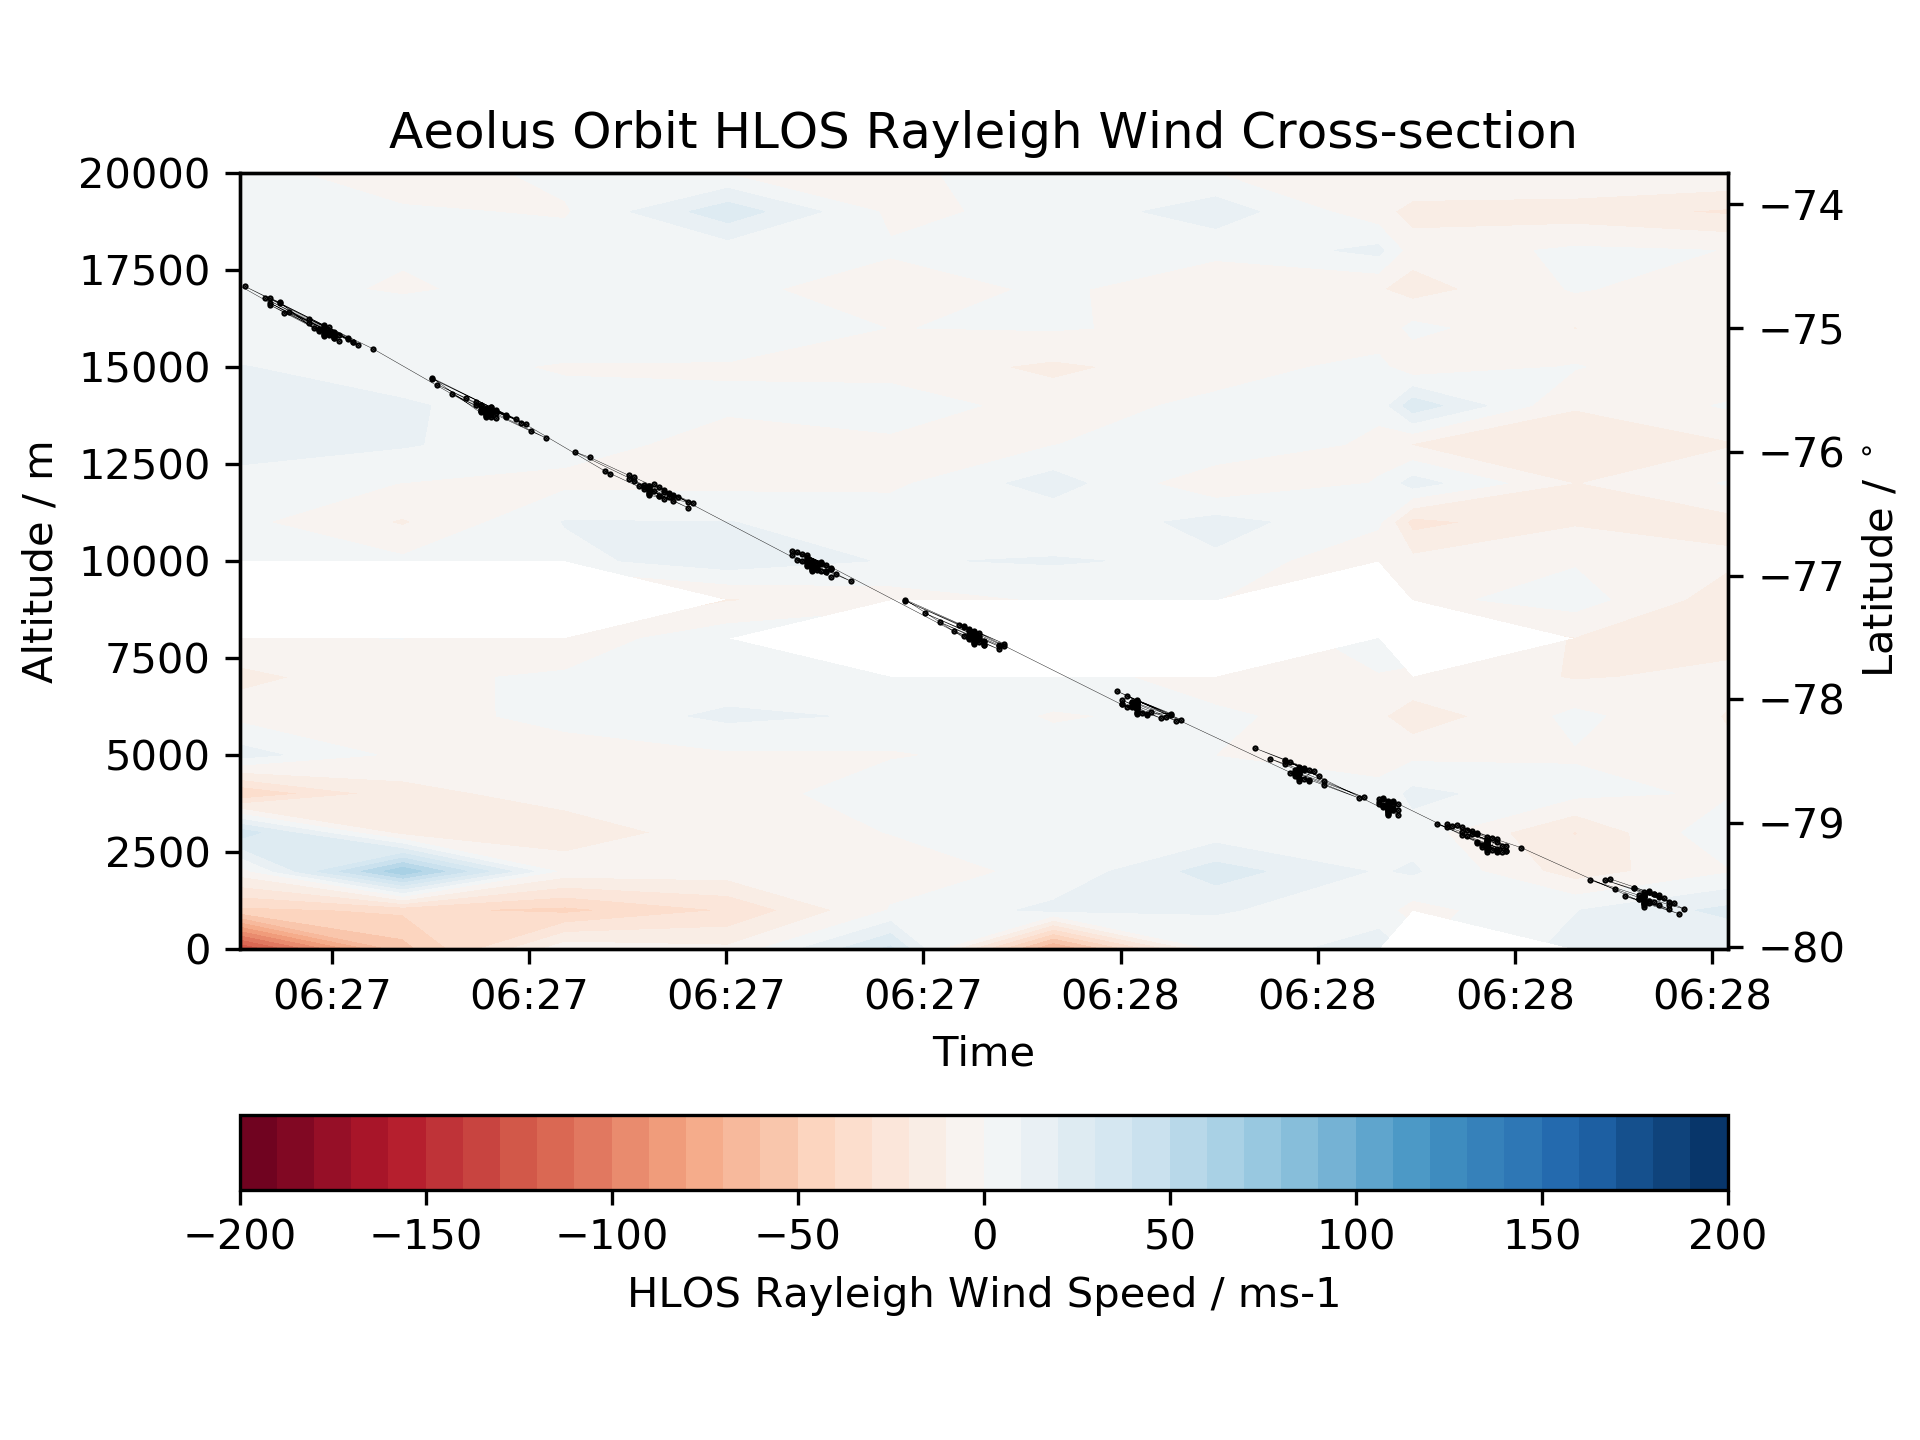 Aeolus Orbit HLOS Rayleigh Wind Cross-section
20000
17500
15000
12500
10000
7500
5000
2500
0
Altitude / m
−74
−75
−76
−77
−78
−79
−80
Latitude / °
06:27 06:27 06:27 06:27 06:28 06:28 06:28 06:28
Time
−200 −150 −100 −50 0 50 100 150 200
HLOS Rayleigh Wind Speed / ms-1